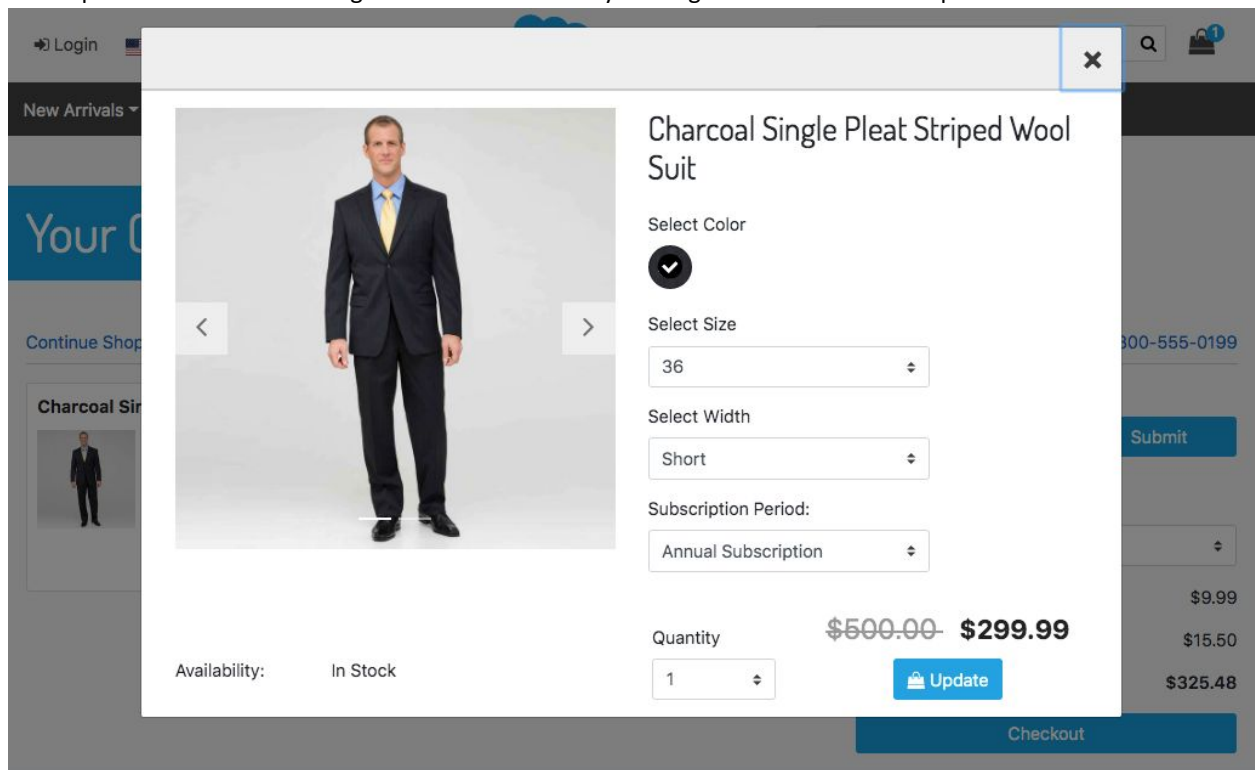 Login
1
New Arrivals
Charcoal Single Pleat Striped Wool
Suit
Your
Select Color
Select Size
Continue Shop
300-555-0199
36
Charcoal Sin
Select Width
Submit
Short
Subscription Period:
Annual Subscription
$9.99
Quantity
$500.00 $299.99
$15.50
Availability: In Stock
1
Update
$325.48
Checkout